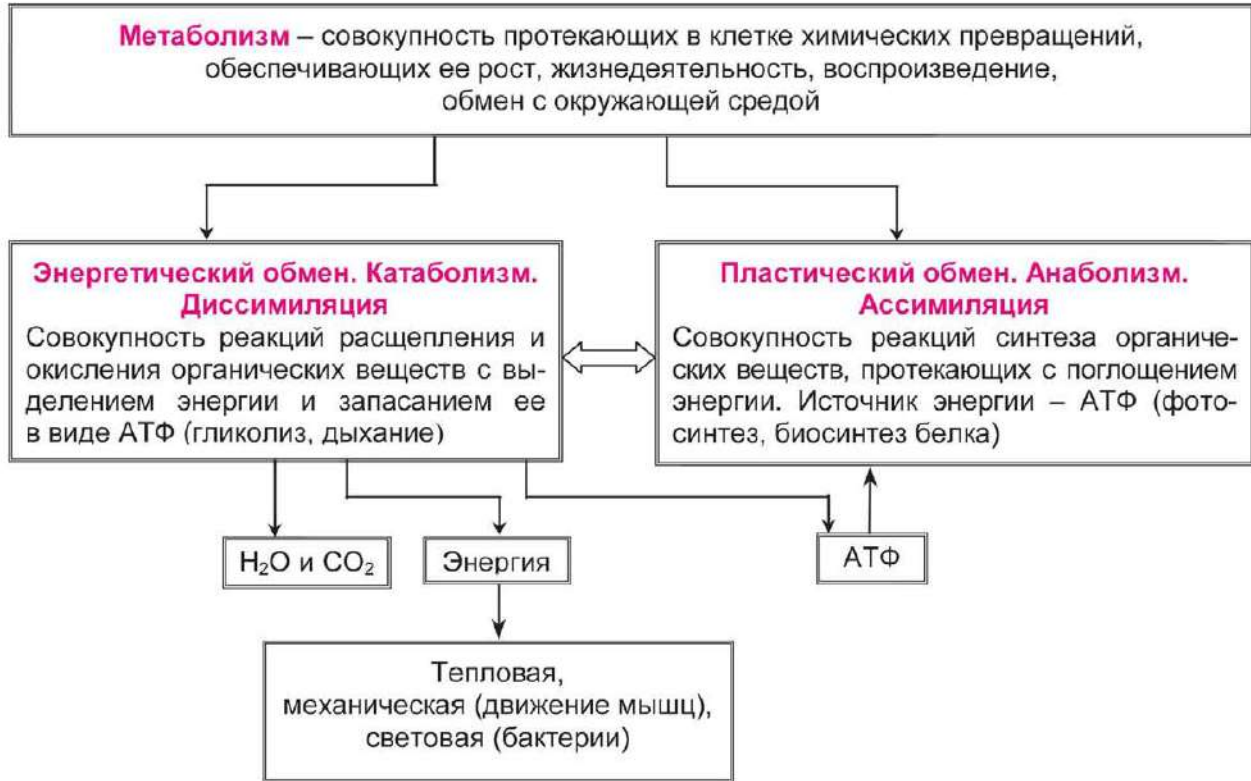 Метаболизм – совокупность протекающих в клетке химических превращений,
обеспечивающих ее рост, жизнедеятельность, воспроизведение,
обмен с окружающей средой
Энергетический обмен. Катаболизм.
Диссимиляция
Совокупность реакций расщепления и
окисления органических веществ с вы-
делением энергии и запасанием ее
в виде АТФ (гликолиз, дыхание)
Пластический обмен. Анаболизм.
Ассимиляция
Совокупность реакций синтеза органиче-
ских веществ, протекающих с поглощением
энергии. Источник энергии – АТФ (фото-
синтез, биосинтез белка)
H₂O и CO₂
Энергия
АТФ
Тепловая,
механическая (движение мышц),
световая (бактерии)